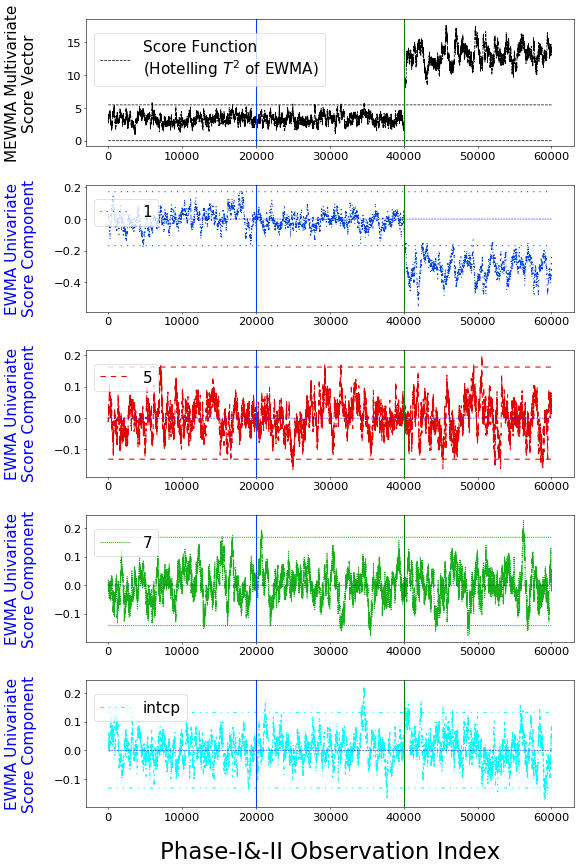 MEWMA Multivariate
Score Vector
Score Function
(Hotelling T² of EWMA)
15
10
5
0
0 10000 20000 30000 40000 50000 60000
EWMA Univariate
Score Component
1
0.2
0.0
−0.2
−0.4
0 10000 20000 30000 40000 50000 60000
EWMA Univariate
Score Component
5
0.2
0.1
0.0
−0.1
0 10000 20000 30000 40000 50000 60000
EWMA Univariate
Score Component
7
0.2
0.1
0.0
−0.1
0 10000 20000 30000 40000 50000 60000
EWMA Univariate
Score Component
intcp
0.2
0.1
0.0
−0.1
0 10000 20000 30000 40000 50000 60000
Phase-I&-II Observation Index